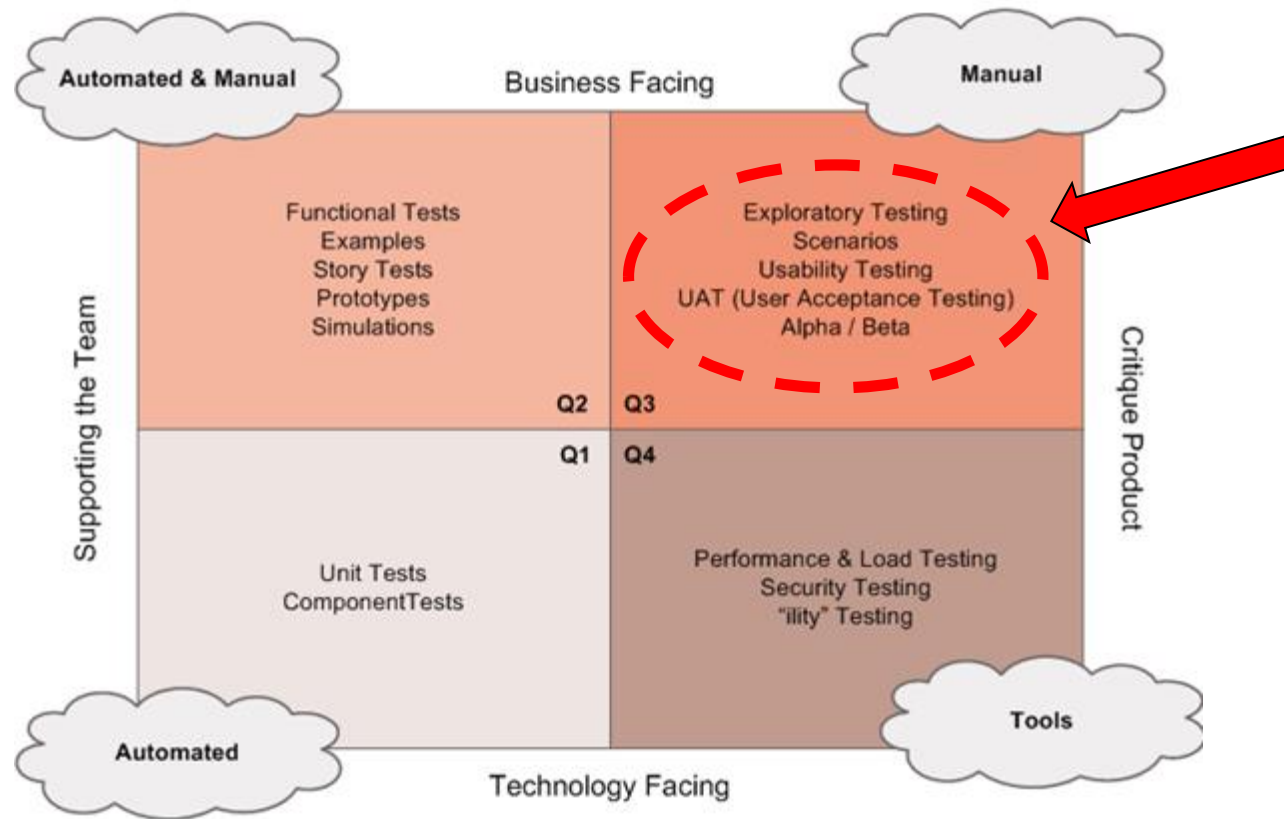 Automated & Manual
Business Facing
Manual
Functional Tests
Examples
Story Tests
Prototypes
Simulations
Exploratory Testing
Scenarios
Usability Testing
UAT (User Acceptance Testing)
Alpha / Beta
Supporting the Team
Critique Product
Q2
Q3
Q1
Q4
Unit Tests
ComponentTests
Performance & Load Testing
Security Testing
"ility" Testing
Automated
Tools
Technology Facing